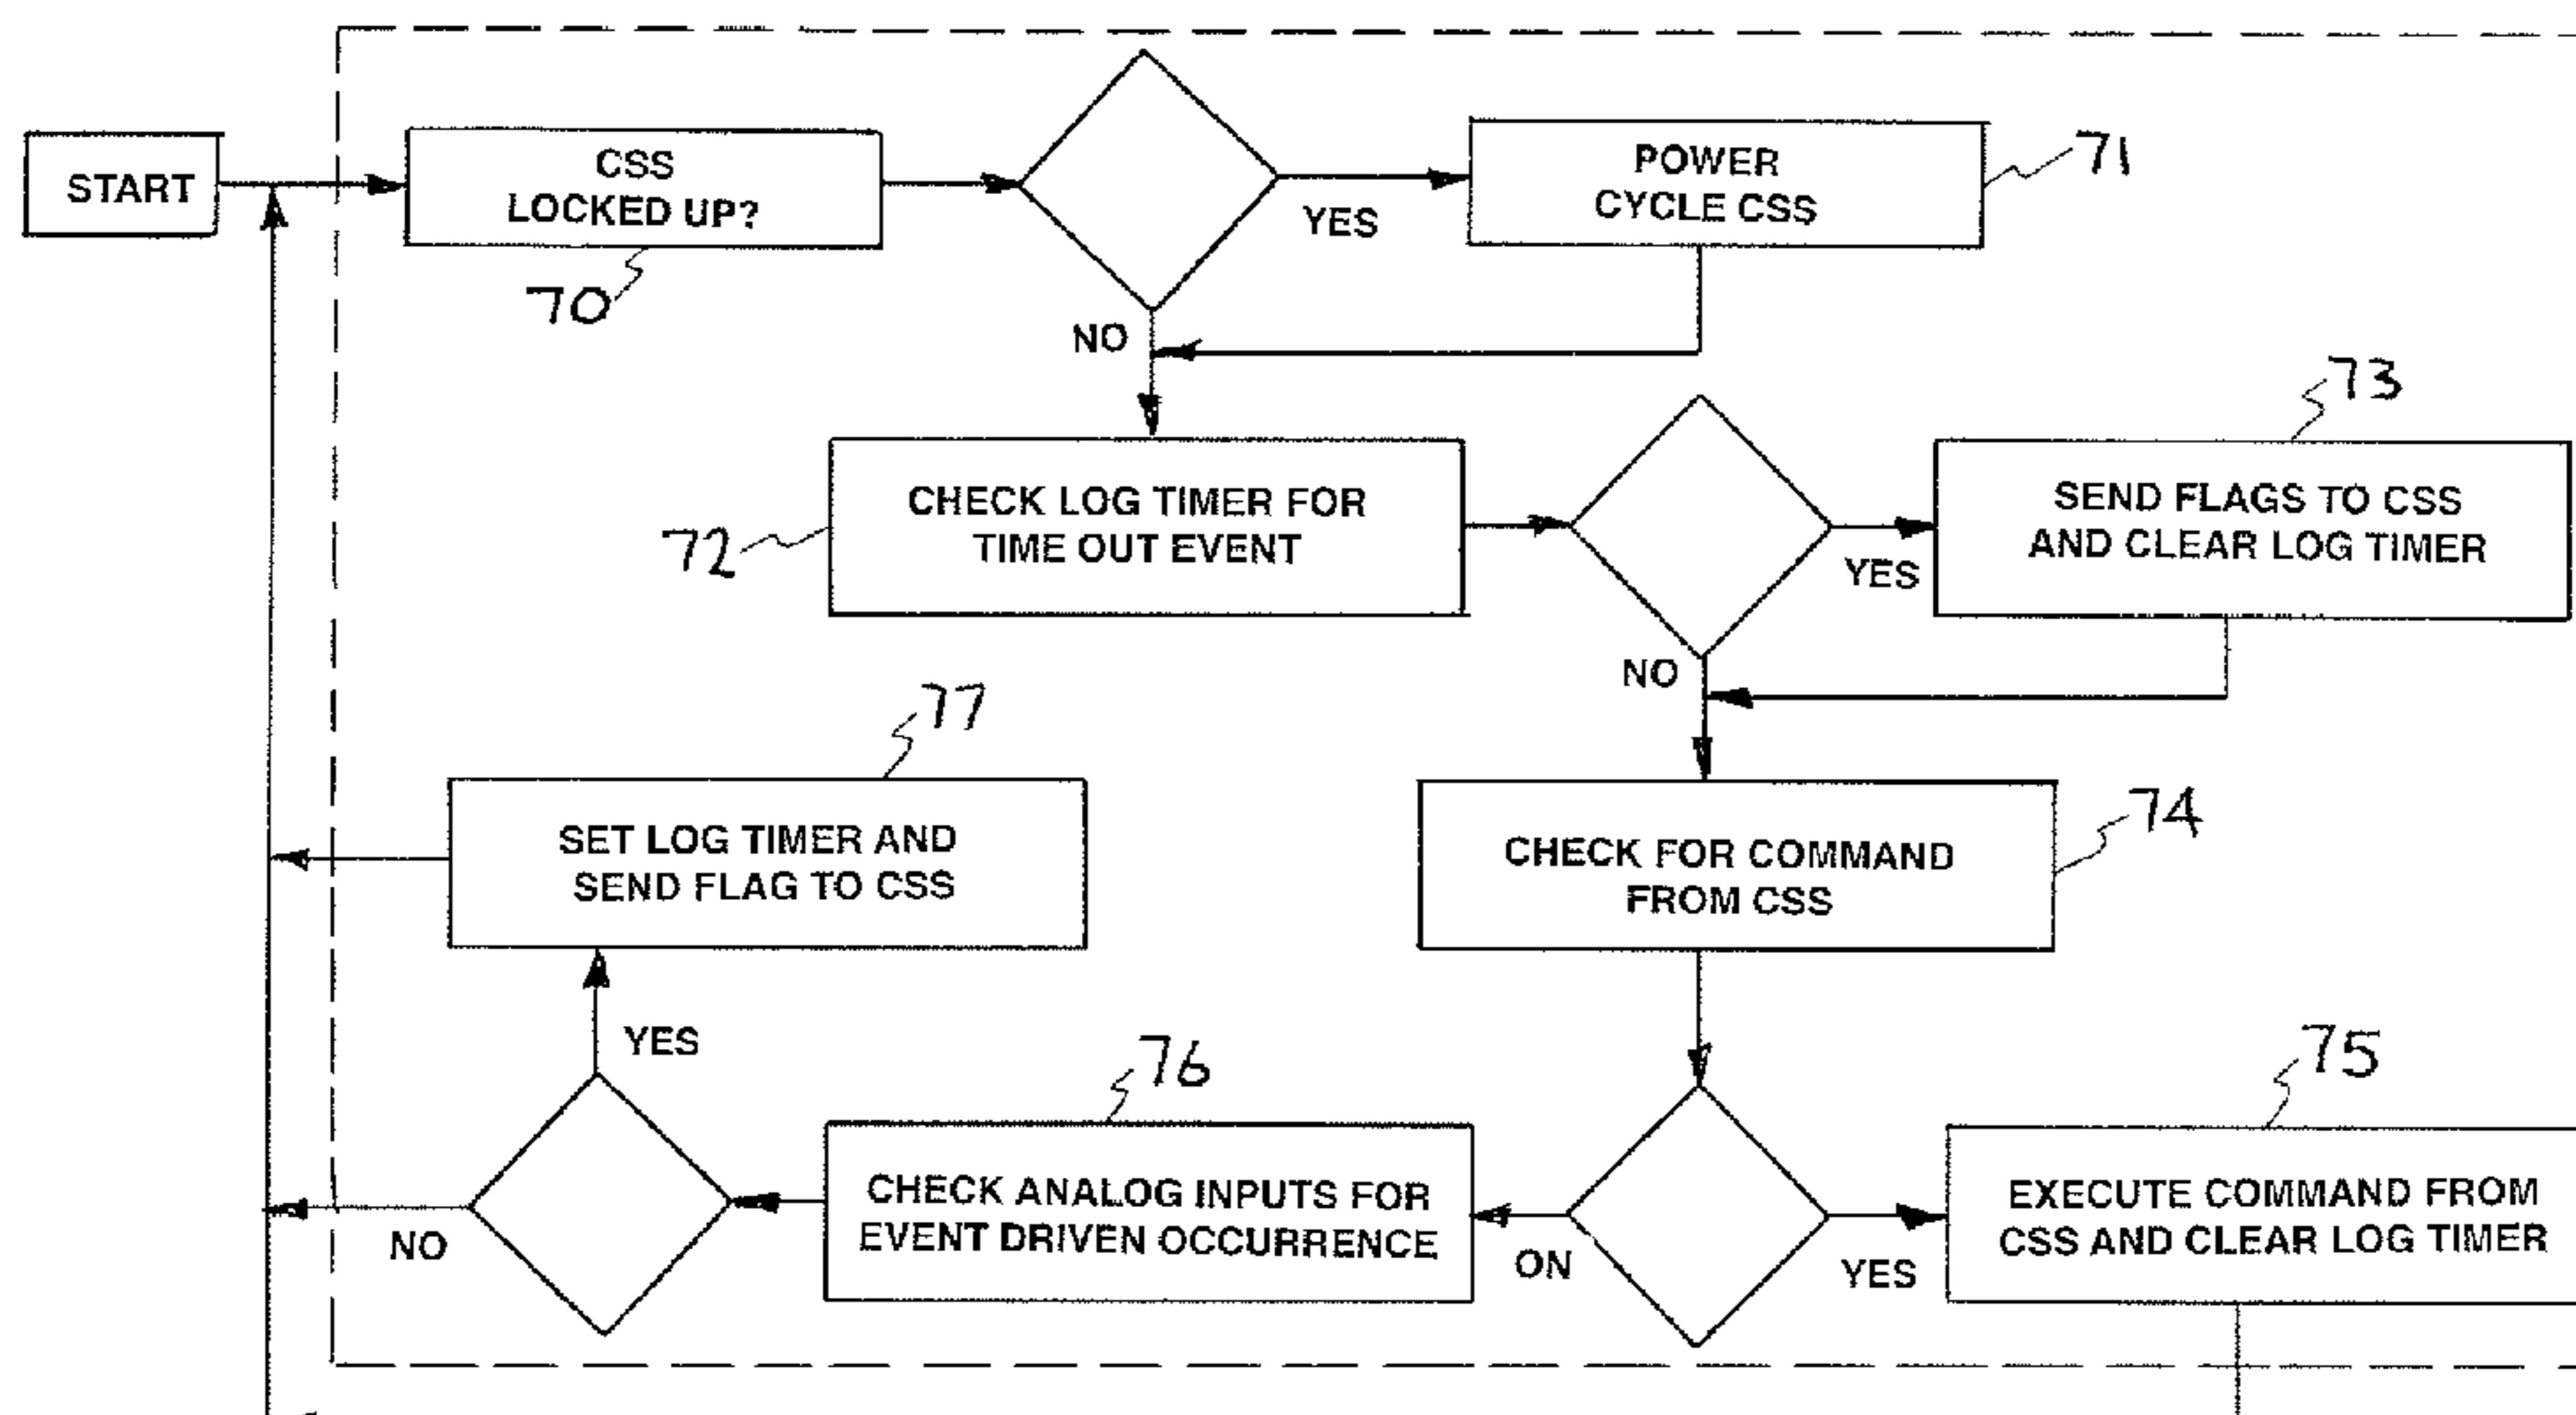 START
CSS
LOCKED UP?
70
YES
NO
POWER
CYCLE CSS
71
CHECK LOG TIMER FOR
TIME OUT EVENT
72
YES
NO
SEND FLAGS TO CSS
AND CLEAR LOG TIMER
73
CHECK FOR COMMAND
FROM CSS
74
ON
YES
EXECUTE COMMAND FROM
CSS AND CLEAR LOG TIMER
75
CHECK ANALOG INPUTS FOR
EVENT DRIVEN OCCURRENCE
76
YES
NO
SET LOG TIMER AND
SEND FLAG TO CSS
77